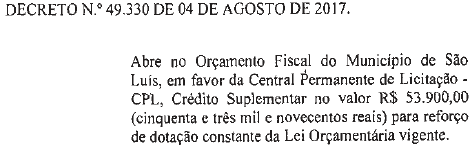 DECRETO N.º 49.330 DE 04 DE AGOSTO DE 2017.
Abre no Orçamento Fiscal do Município de São
Luís, em favor da Central Permanente de Licitação -
CPL, Crédito Suplementar no valor R$ 53.900,00
(cinquenta e três mil e novecentos reais) para reforço
de dotação constante da Lei Orçamentária vigente.